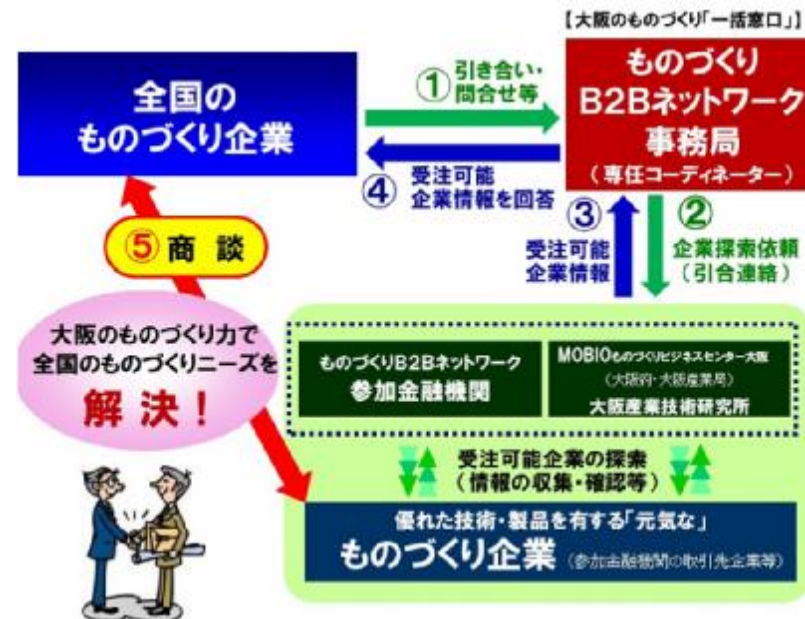 【大阪のものづくり「一括窓口」】
全国の
ものづくり企業
①引き合い・
問合せ等
ものづくり
B2Bネットワーク
事務局
(専任コーディネーター)
④受注可能
企業情報を回答
③
受注可能
企業情報
②
企業探索依頼
(引合連絡)
⑤商談
大阪のものづくり力で
全国のものづくりニーズを
解決!
ものづくりB2Bネットワーク
参加金融機関
MOBIOものづくりビジネスセンター大阪
(大阪府・大阪産業局)
大阪産業技術研究所
受注可能企業の探索
(情報の収集・確認等)
優れた技術・製品を有する「元気な」
ものづくり企業(参加金融機関の取引先企業等)